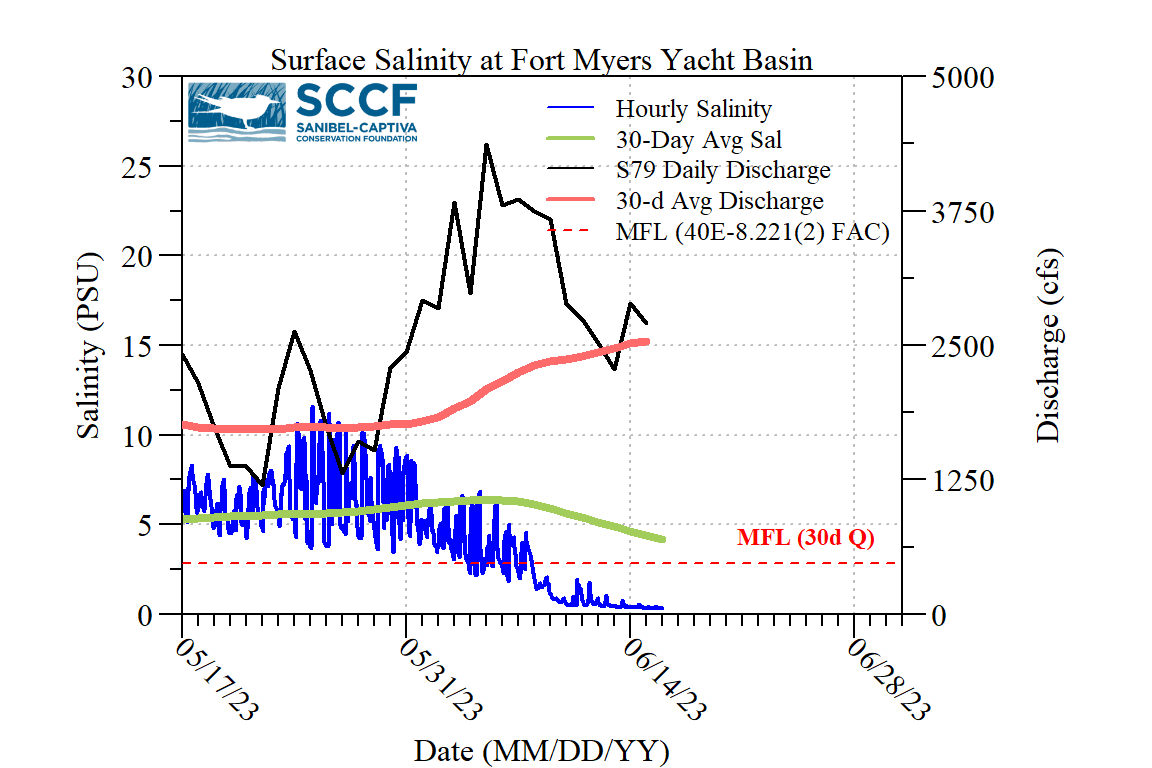 Surface Salinity at Fort Myers Yacht Basin
SCCF
SANIBEL-CAPTIVA
CONSERVATION FOUNDATION
Hourly Salinity
30-Day Avg Sal
S79 Daily Discharge
30-d Avg Discharge
MFL (40E-8.221(2) FAC)
30
25
20
15
10
5
0
Salinity (PSU)
5000
3750
2500
1250
0
Discharge (cfs)
MFL (30d Q)
05/17/23
05/31/23
06/14/23
06/28/23
Date (MM/DD/YY)